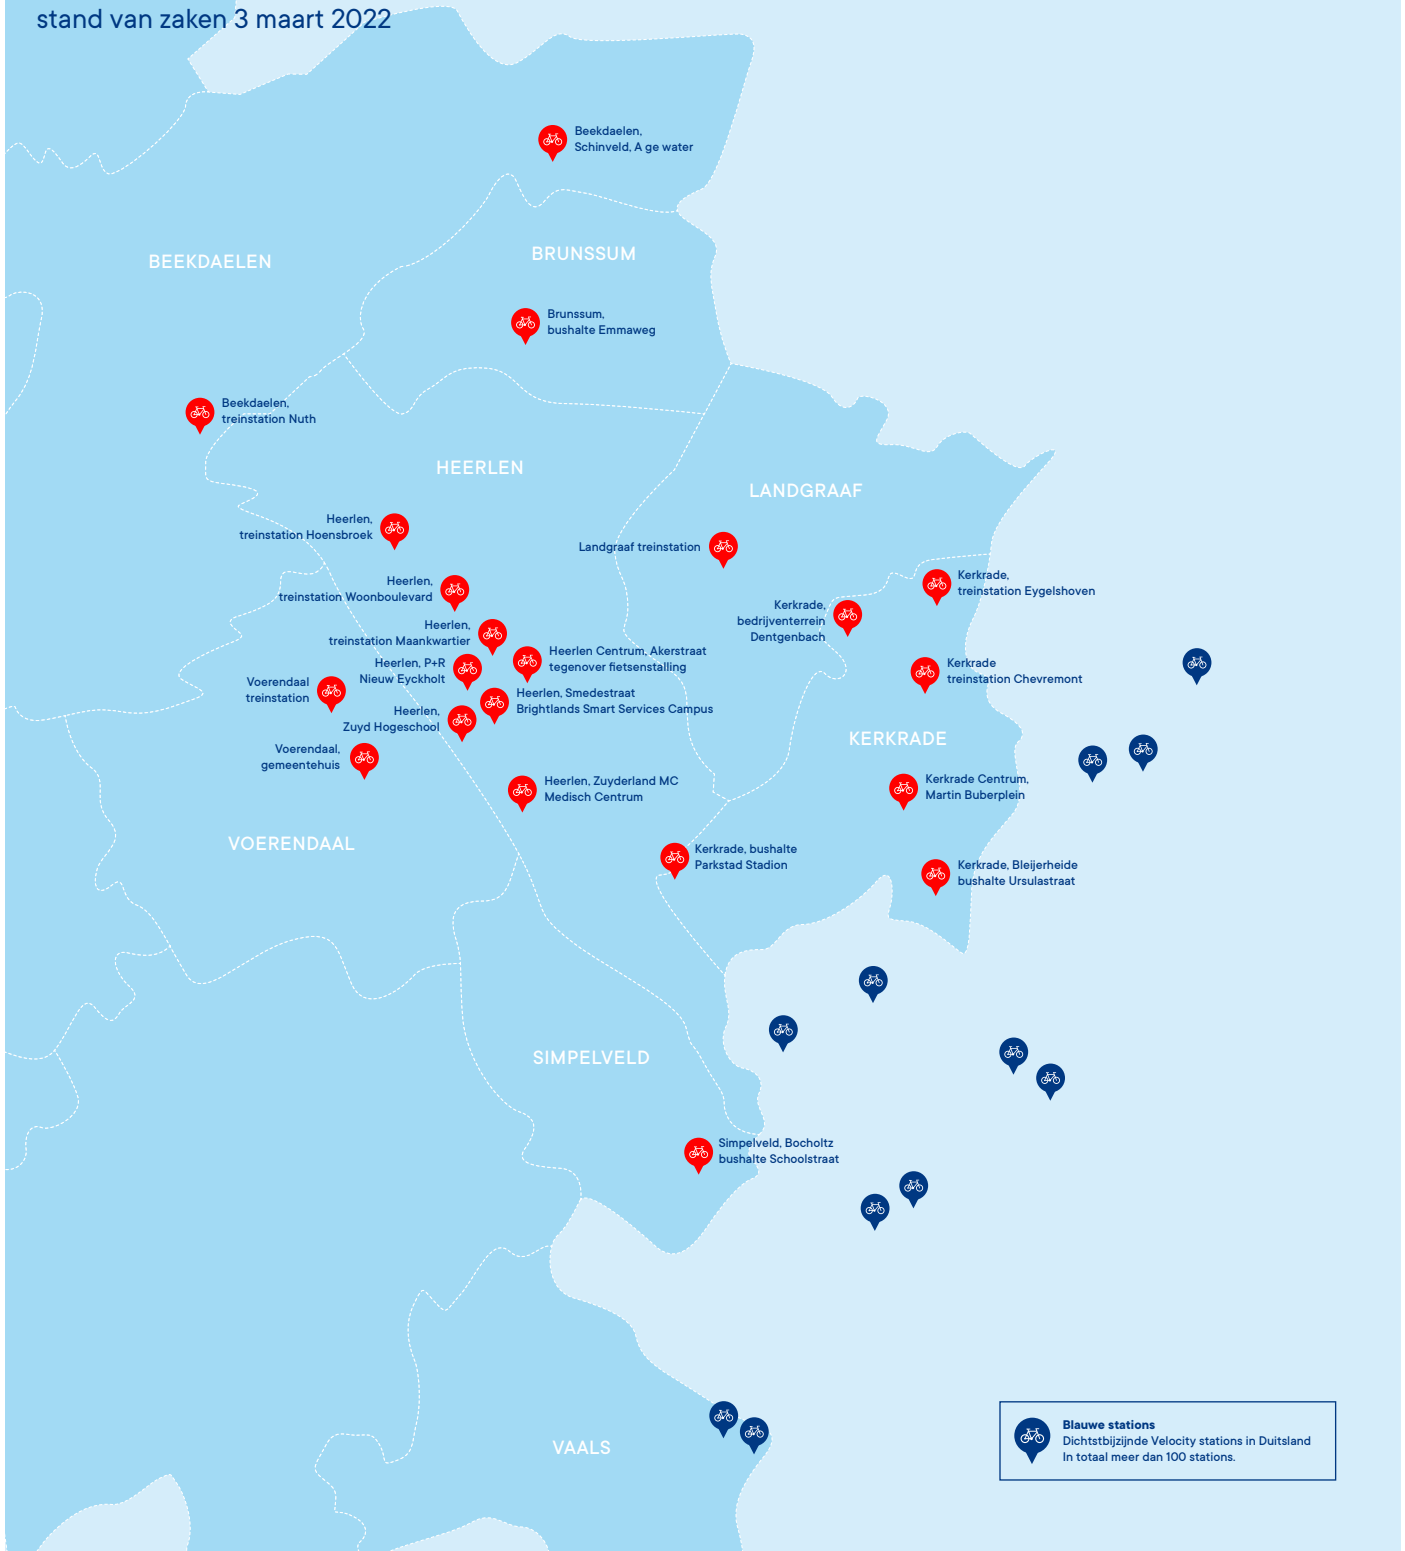 stand van zaken 3 maart 2022
Beekdaelen,
Schinveld, A ge water
BEEKDAELEN
BRUNSSUM
Brunssum,
bushalte Emmaweg
Beekdaelen,
treinstation Nuth
HEERLEN
LANDGRAAF
Heerlen,
treinstation Hoensbroek
Landgraaf treinstation
Heerlen,
treinstation Woonboulevard
Kerkrade,
treinstation Eygelshoven
Kerkrade,
bedrijventerrein
Dentgenbach
Heerlen,
treinstation Maankwartier
Heerlen Centrum, Akerstraat
tegenover fietsenstalling
Heerlen, P+R
Nieuw Eyckholt
Kerkrade
treinstation Chevremont
Voerendaal
treinstation
Heerlen, Smedestraat
Brightlands Smart Services Campus
Heerlen,
Zuyd Hogeschool
KERKRADE
Voerendaal,
gemeentehuis
Heerlen, Zuyderland MC
Medisch Centrum
Kerkrade Centrum,
Martin Buberplein
VOERENDAAL
Kerkrade, bushalte
Parkstad Stadion
Kerkrade, Bleijerheide
bushalte Ursulastraat
SIMPELVELD
Simpelveld, Bocholtz
bushalte Schoolstraat
VAALS
Blauwe stations
Dichtstbijzijnde Velocity stations in Duitsland
In totaal meer dan 100 stations.